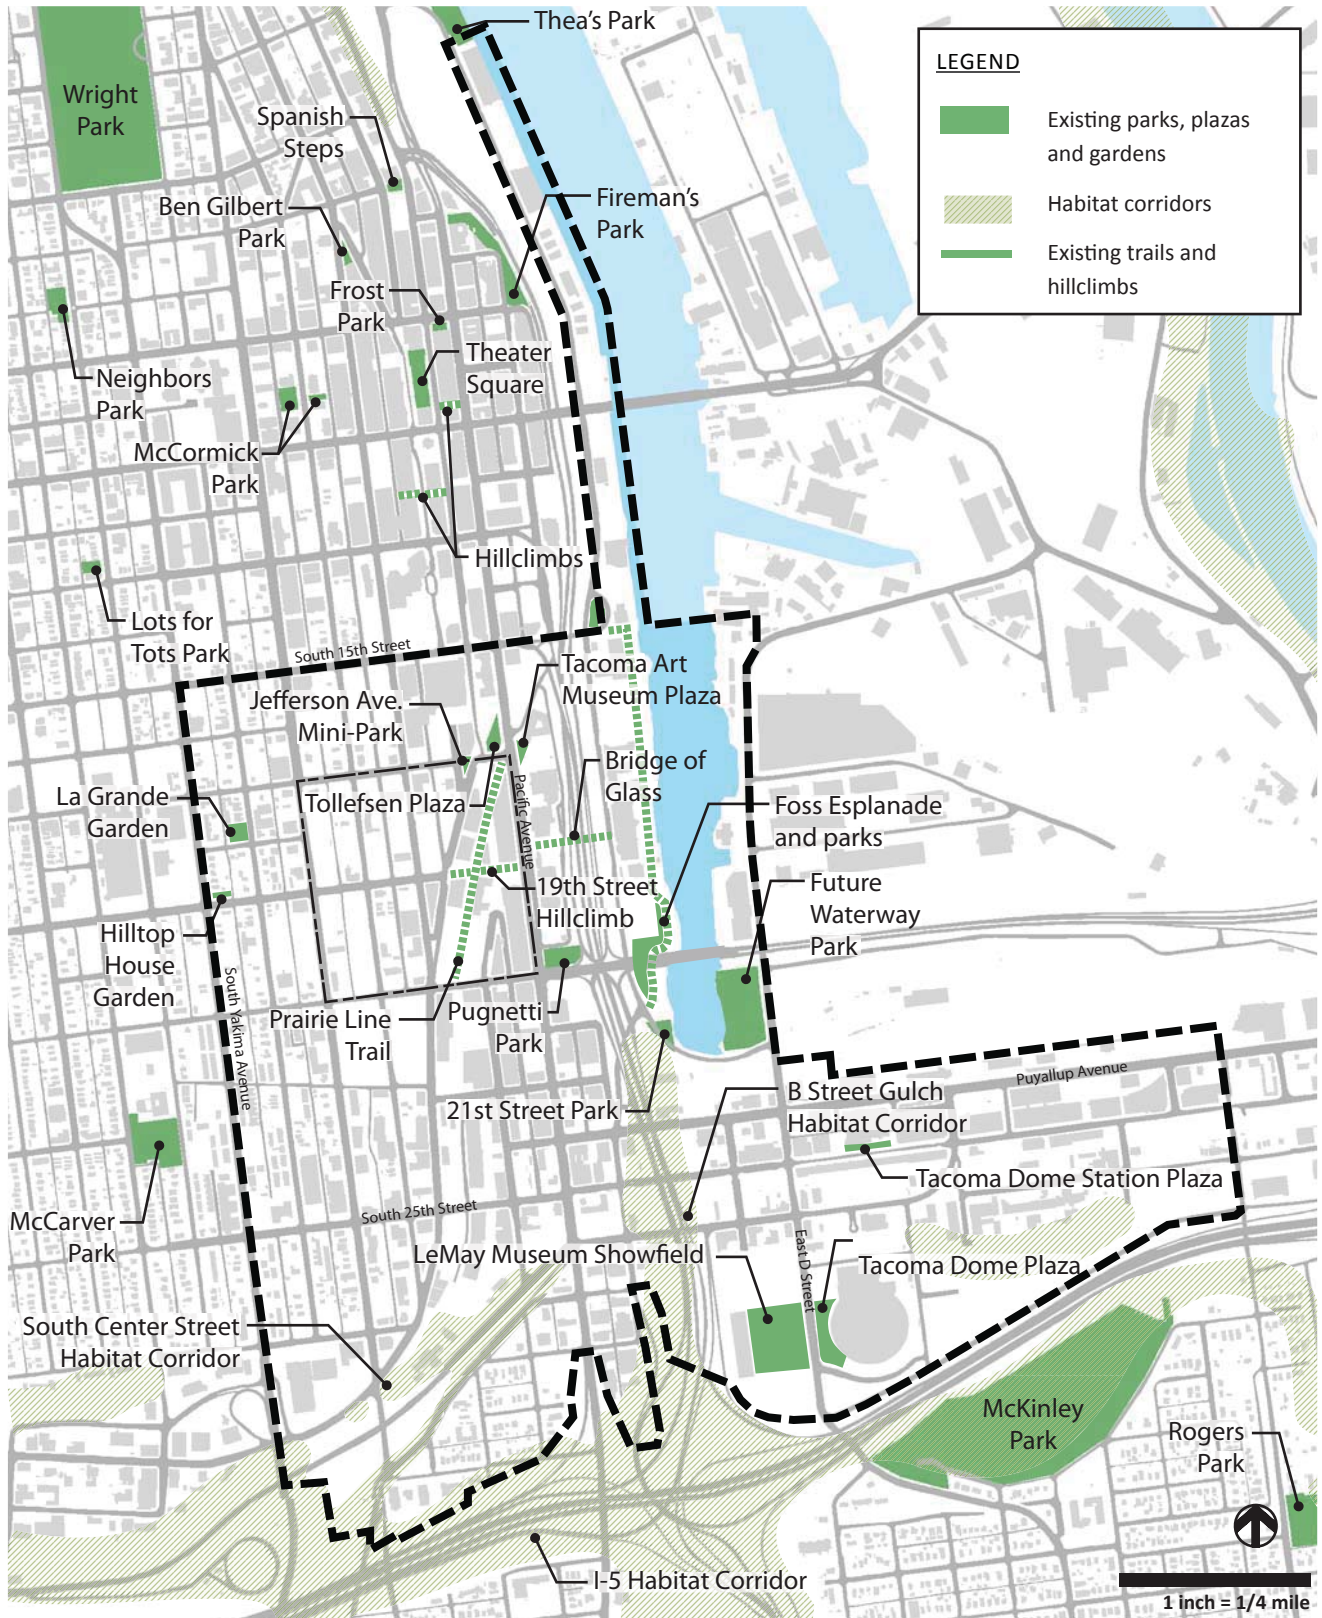 Thea's Park
LEGEND
Existing parks, plazas
and gardens
Habitat corridors
Existing trails and
hillclimbs
Wright
Park
Spanish
Steps
Ben Gilbert
Park
Fireman's
Park
Frost
Park
Theater
Square
Neighbors
Park
McCormick
Park
Hillclimbs
Lots for
Tots Park
South 15th Street
Tacoma Art
Museum Plaza
Jefferson Ave.
Mini-Park
Bridge of
Glass
La Grande
Garden
Tollefsen Plaza
Pacific Avenue
Foss Esplanade
and parks
19th Street
Hillclimb
Future
Waterway
Park
Hilltop
House
Garden
South Yakima Avenue
Prairie Line
Trail
Pugnetti
Park
Puyallup Avenue
21st Street Park
B Street Gulch
Habitat Corridor
Tacoma Dome Station Plaza
McCarver
Park
South 25th Street
LeMay Museum Showfield
East D Street
Tacoma Dome Plaza
South Center Street
Habitat Corridor
McKinley
Park
Rogers
Park
I-5 Habitat Corridor
1 inch = 1/4 mile